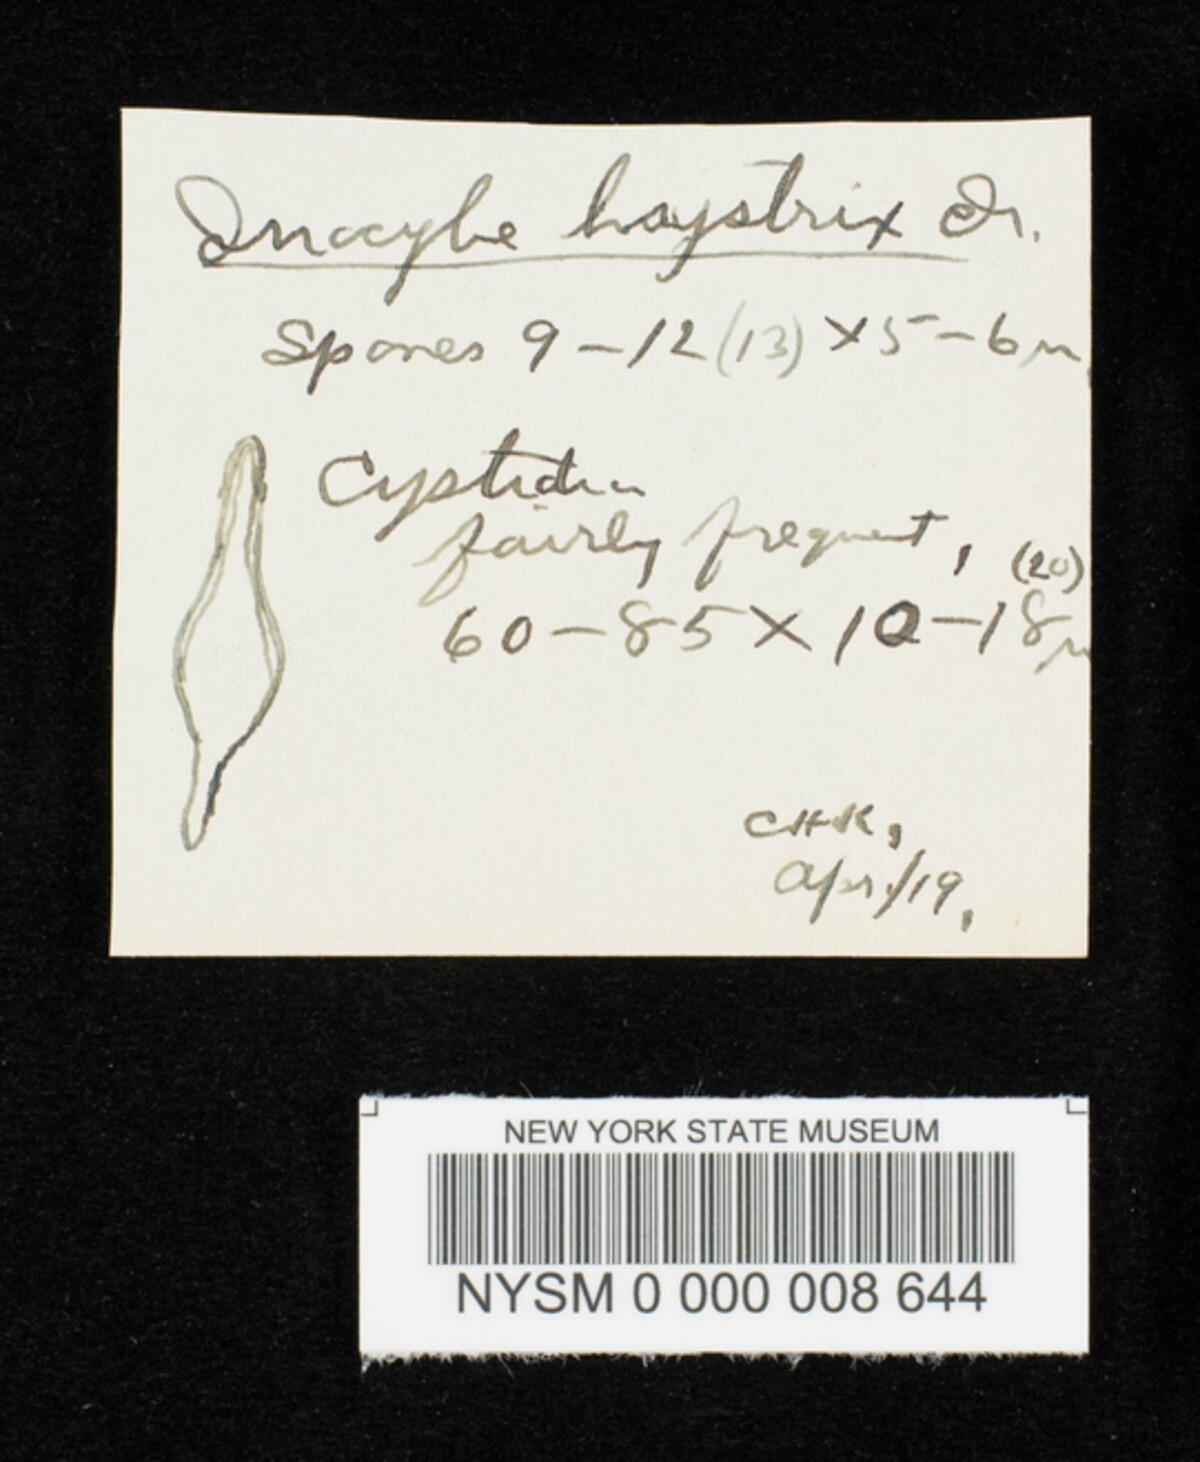 Inocybe haystrix Fr.
Spores 9-12 (13) × 5-6 µ
Cystidia
fairly frequent, (20)
60-85 × 10-18 µ
CHK,
Apr./19,
NEW YORK STATE MUSEUM
NYSM 0 000 008 644